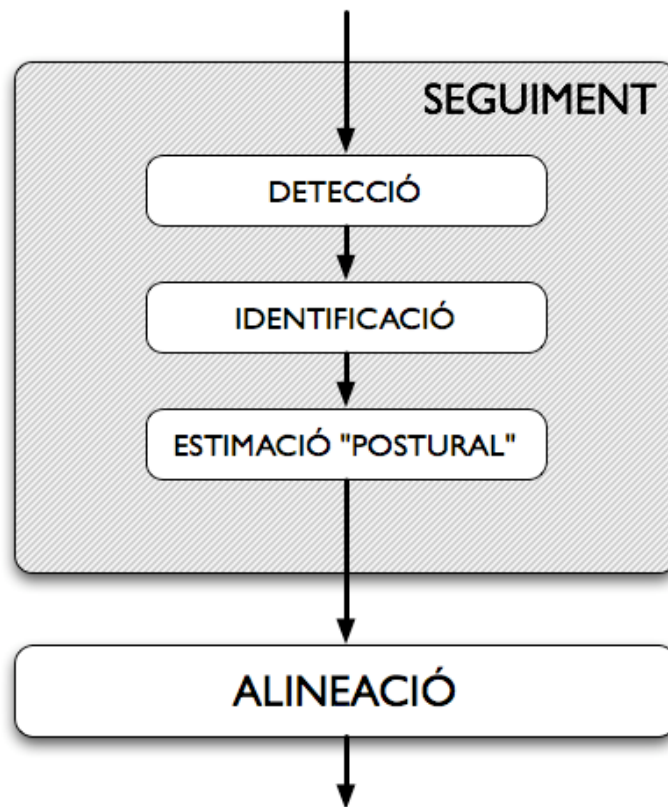 SEGUIMENT
DETECCIÓ
IDENTIFICACIÓ
ESTIMACIÓ "POSTURAL"
ALINEACIÓ